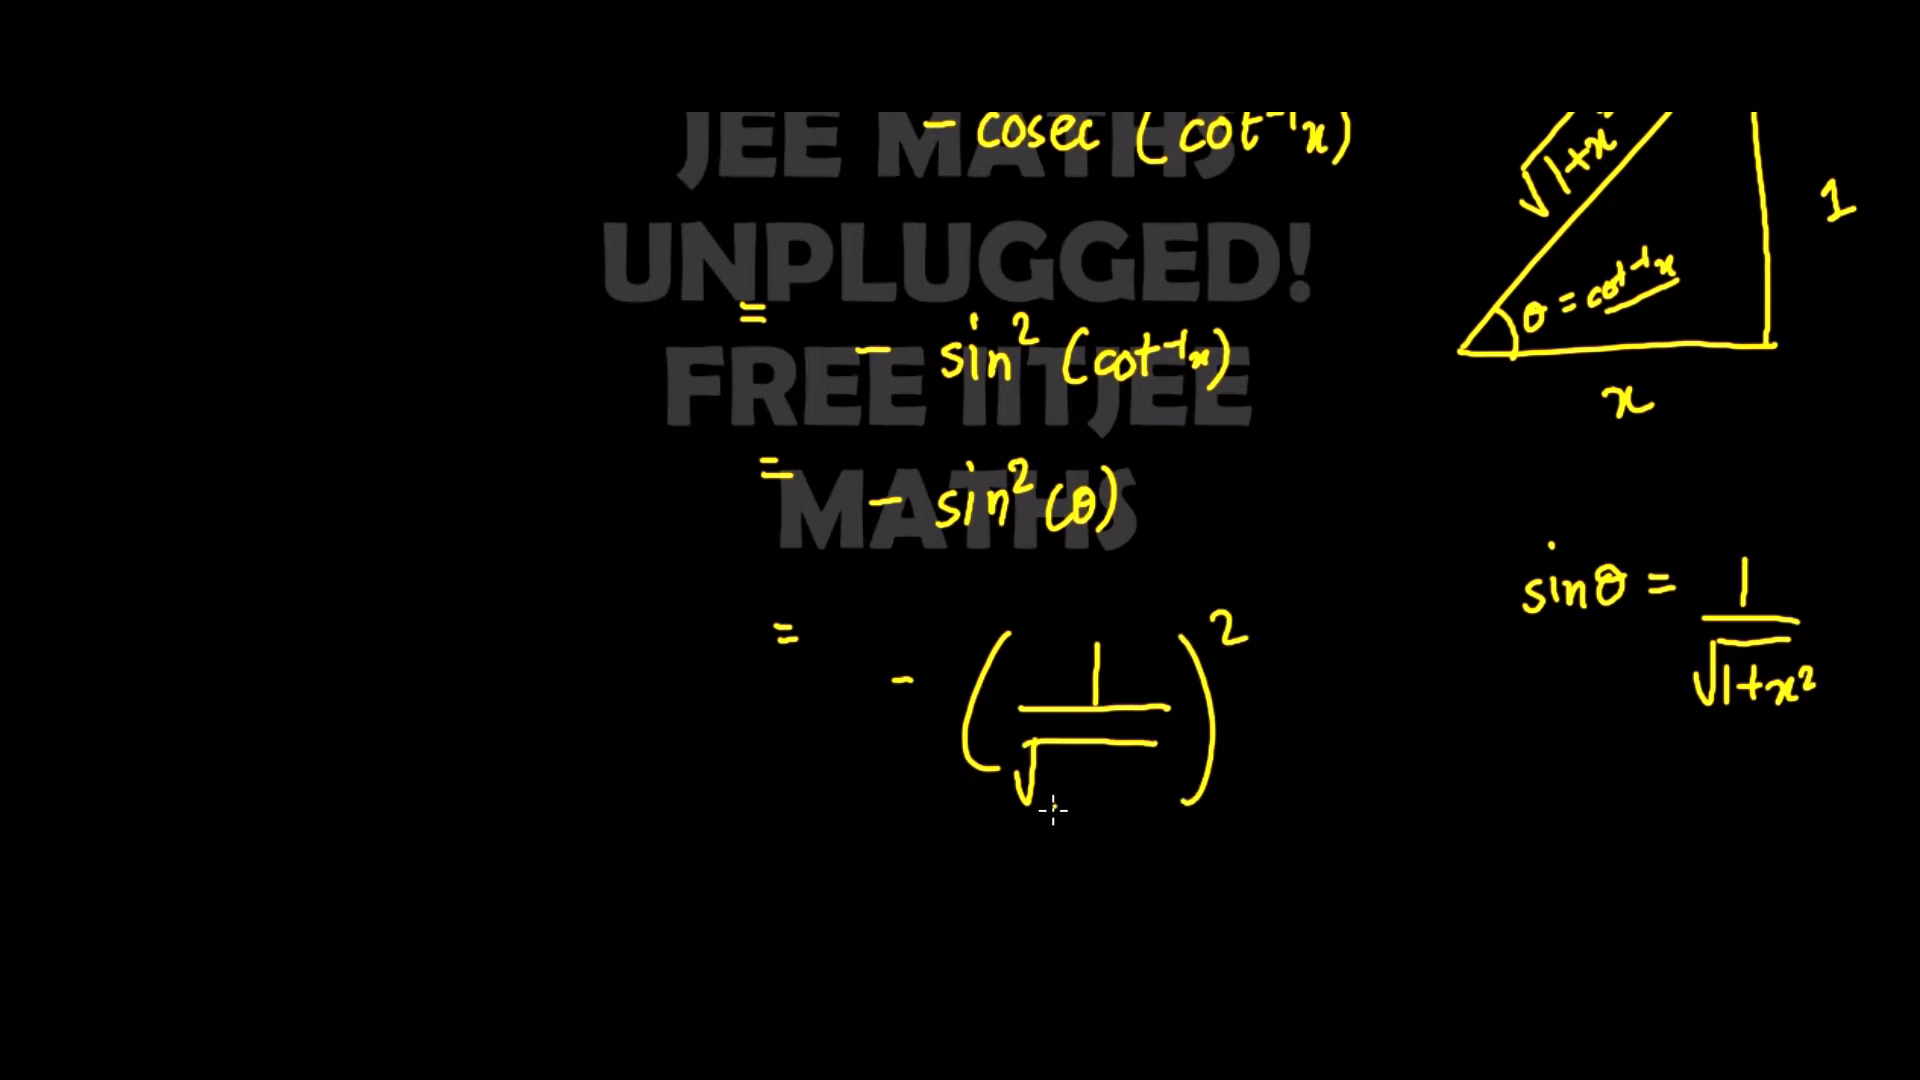 JEE MATHS
UNPLUGGED!
FREE IITJEE
MATHS
- cosec (cot⁻¹x)
= - sin² (cot⁻¹x)
= - sin² (θ)
= - (1/√ )²
√1+x
1
θ = cot⁻¹x
x
sinθ = 1/√1+x²